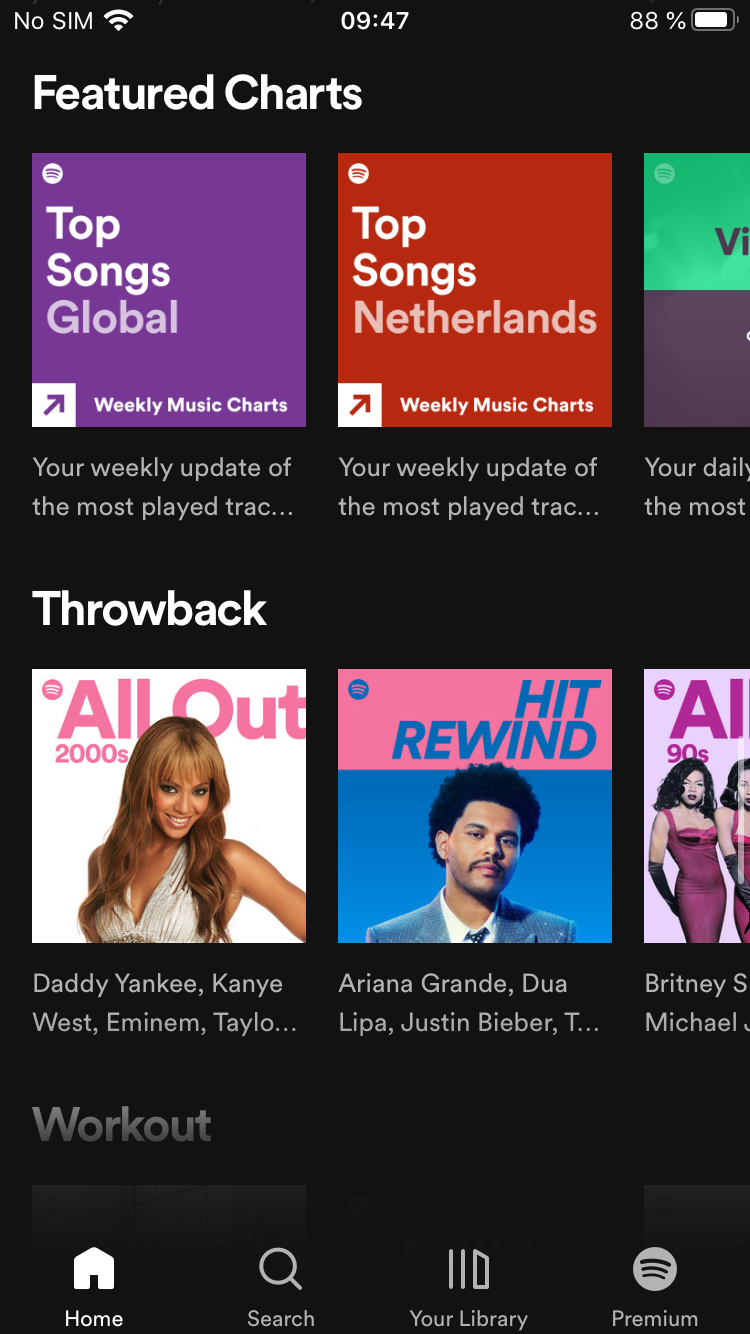 No SIM 09:47 88 %
Featured Charts
Top
Songs
Global
Weekly Music Charts
Top
Songs
Netherlands
Weekly Music Charts
Vi
Your weekly update of
the most played trac...
Your weekly update of
the most played trac...
Your daily
the most
Throwback
All Out
2000s
HIT
REWIND
Al
90s
Daddy Yankee, Kanye
West, Eminem, Taylo...
Ariana Grande, Dua
Lipa, Justin Bieber, T...
Britney S
Michael J
Workout
Home
Search
Your Library
Premium